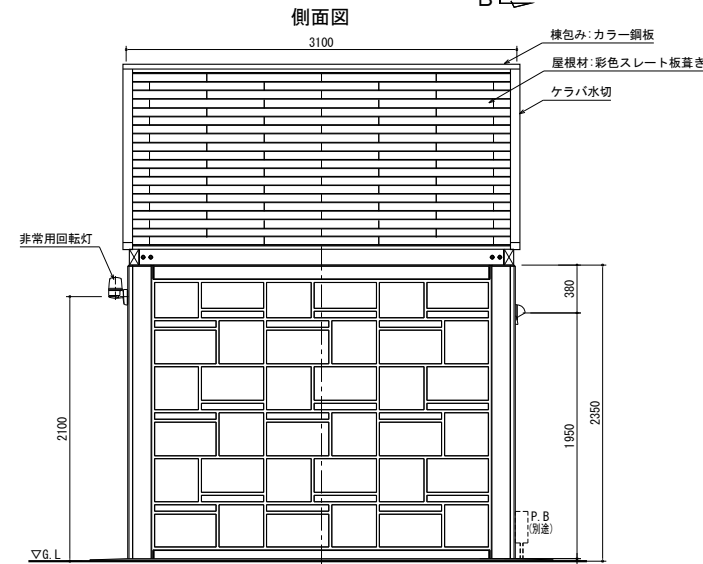 B
側面図
3100
棟包み:カラー鋼板
屋根材:彩色スレート板葺き
ケラバ水切
非常用回転灯
380
2100
1950
2350
P.B
(別途)
▽G.L